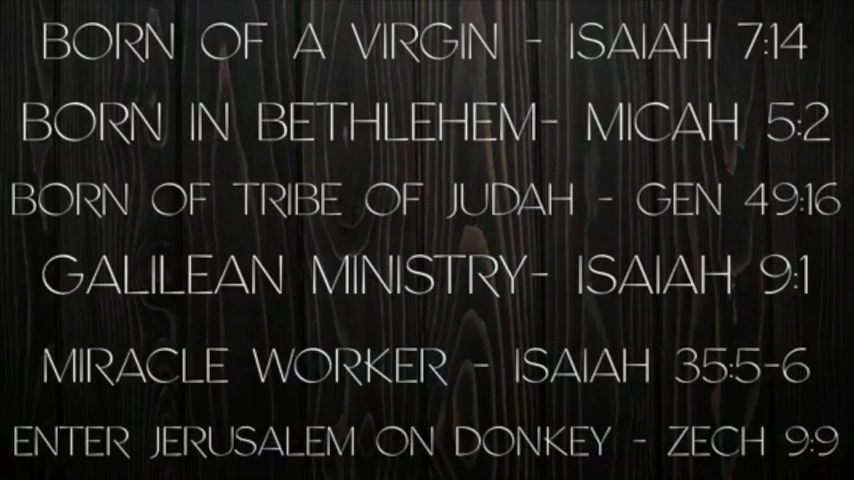 BORN OF A VIRGIN - ISAIAH 7:14
BORN IN BETHLEHEM- MICAH 5:2
BORN OF TRIBE OF JUDAH - GEN 49:16
GALILEAN MINISTRY- ISAIAH 9:1
MIRACLE WORKER - ISAIAH 35:5-6
ENTER JERUSALEM ON DONKEY - ZECH 9:9